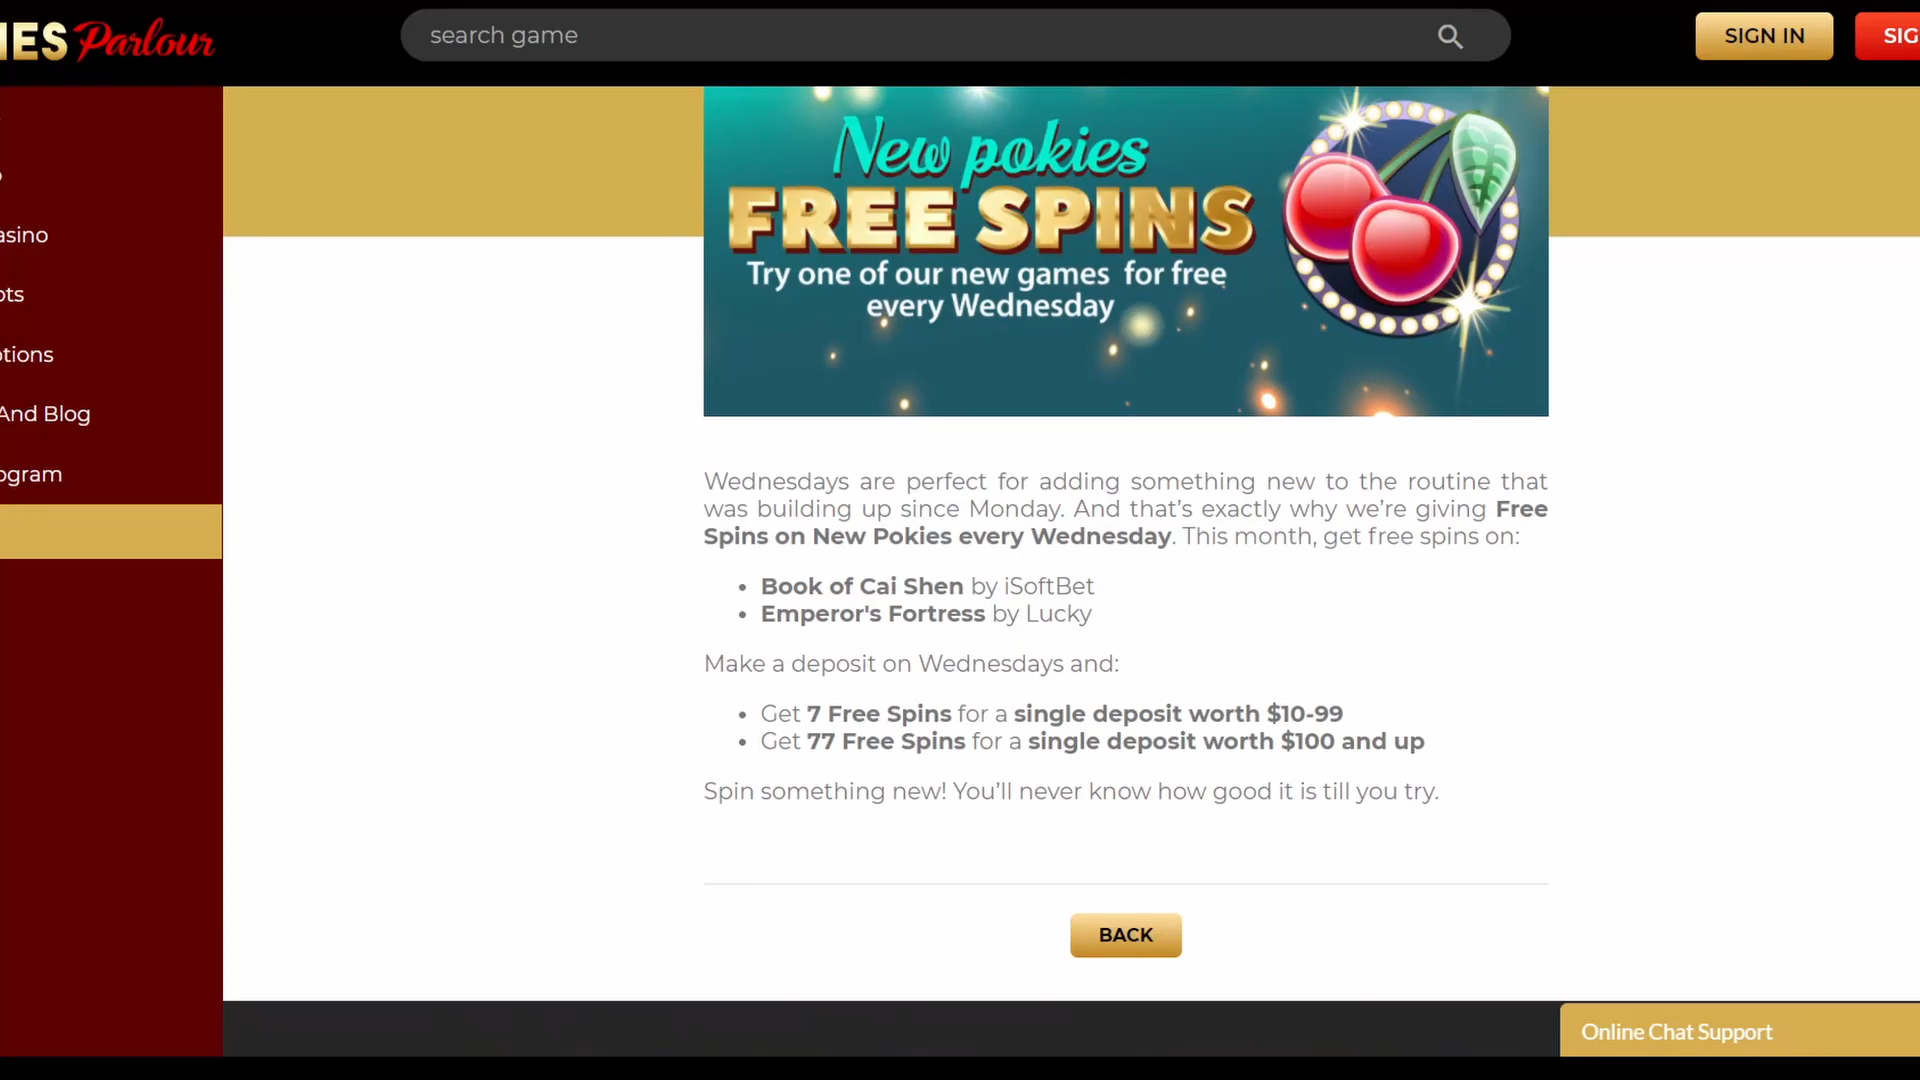 IES Parlour
search game
SIGN IN
SIG
asino
ots
otions
And Blog
ogram
New pokies
FREE SPINS
Try one of our new games for free
every Wednesday
Wednesdays are perfect for adding something new to the routine that
was building up since Monday. And that’s exactly why we’re giving Free
Spins on New Pokies every Wednesday. This month, get free spins on:
• Book of Cai Shen by iSoftBet
• Emperor's Fortress by Lucky
Make a deposit on Wednesdays and:
• Get 7 Free Spins for a single deposit worth $10-99
• Get 77 Free Spins for a single deposit worth $100 and up
Spin something new! You’ll never know how good it is till you try.
BACK
Online Chat Support